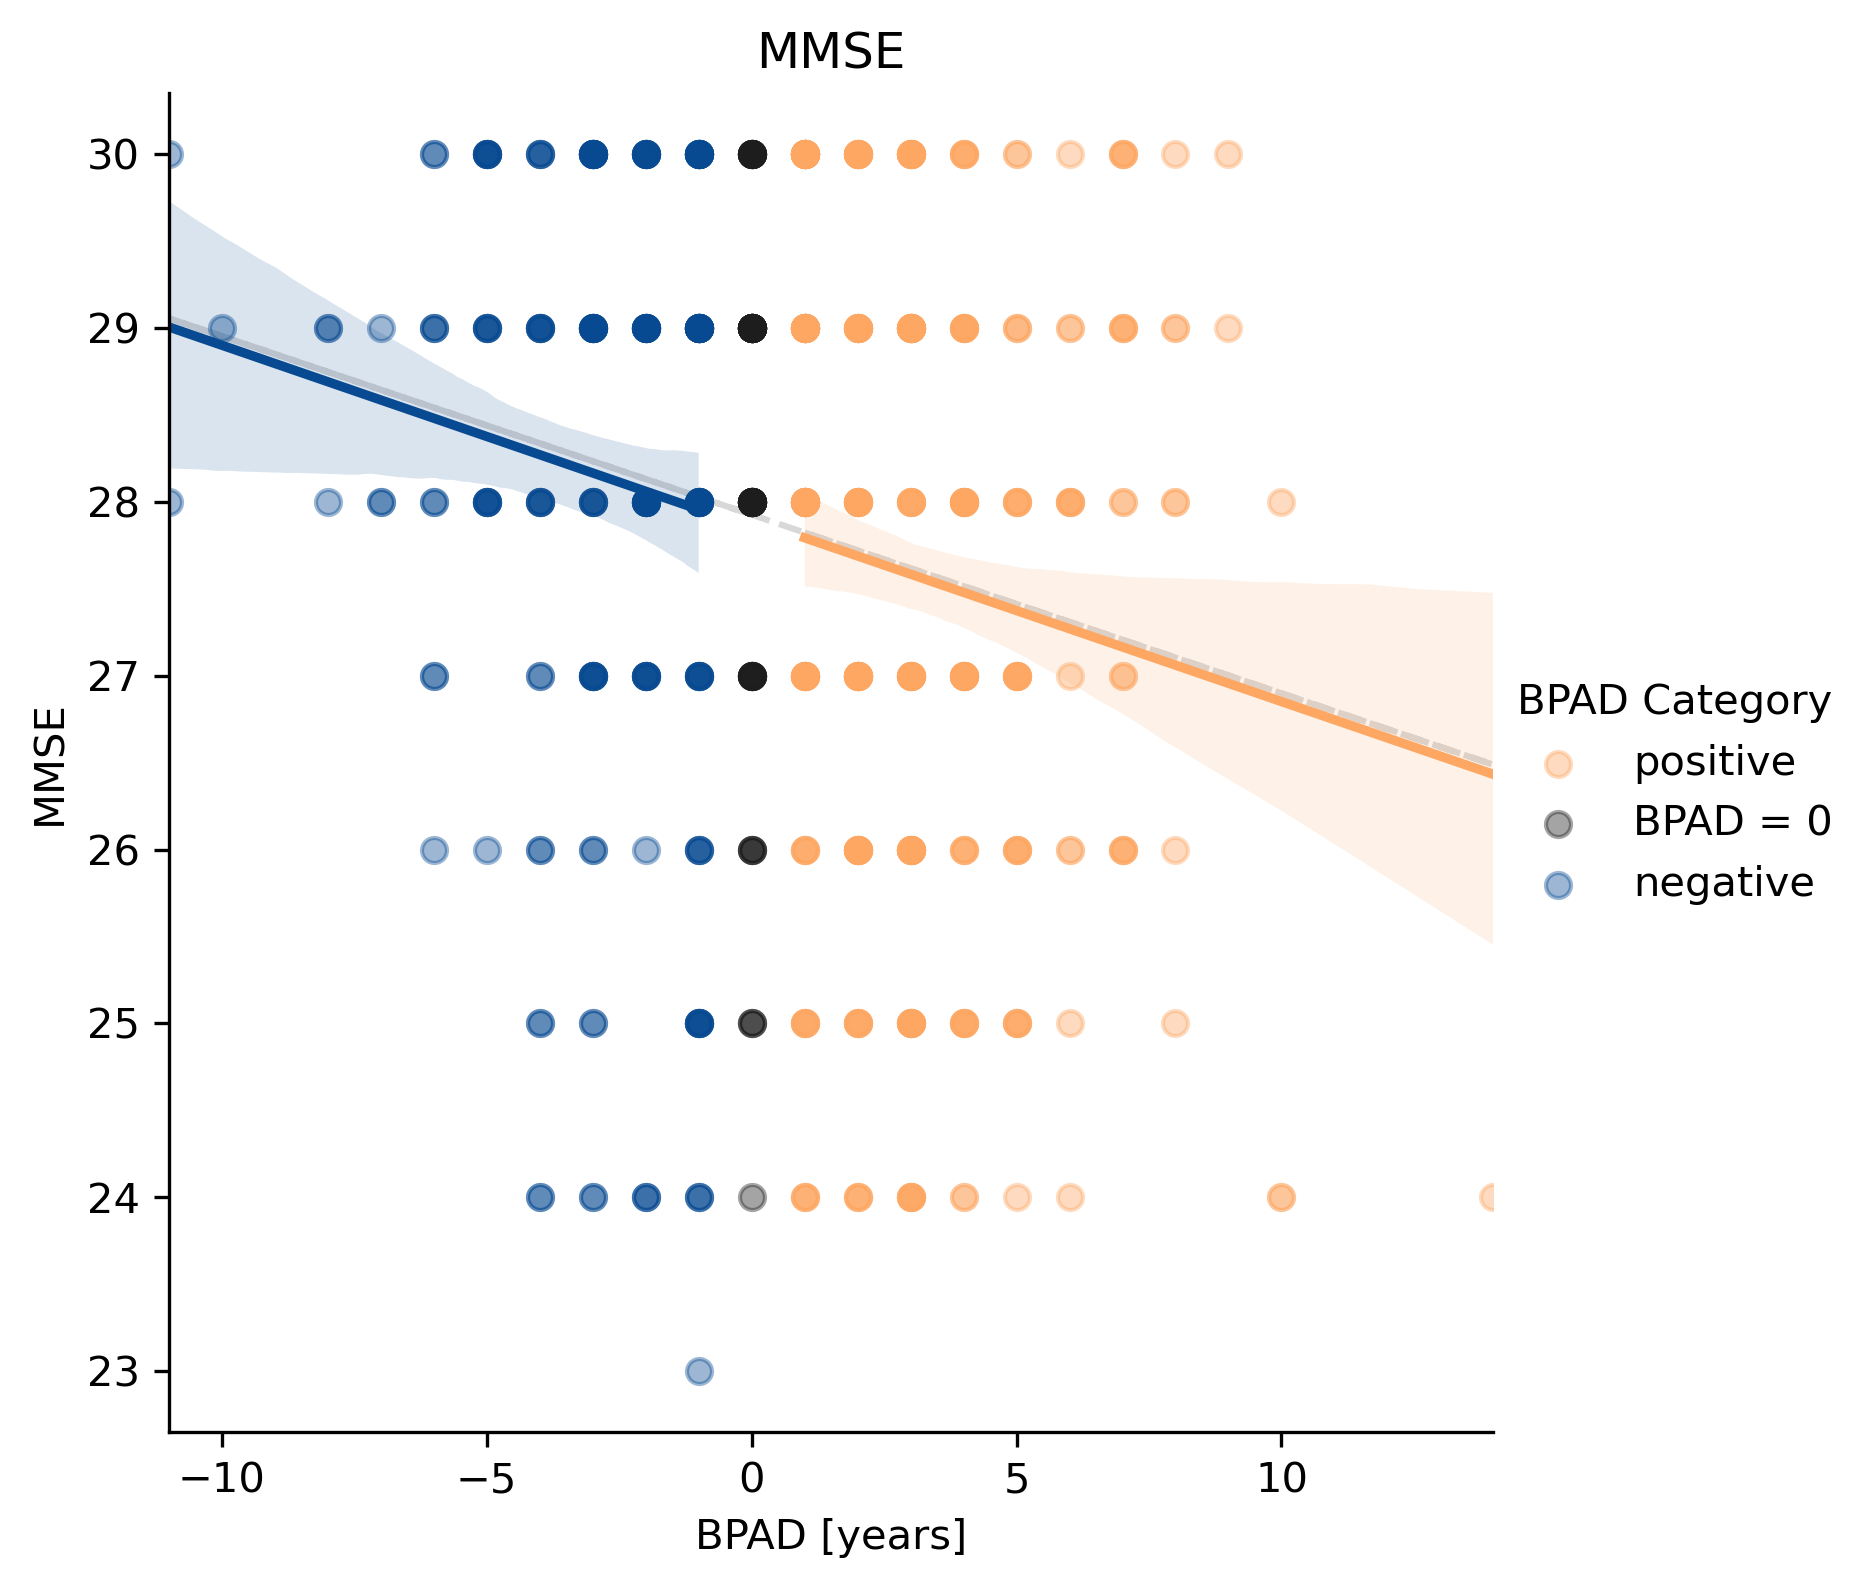 MMSE
30
29
28
27
26
25
24
23
MMSE
−10
−5
0
5
10
BPAD [years]
BPAD Category
positive
BPAD = 0
negative